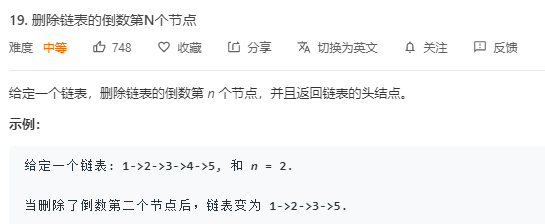 19. 删除链表的倒数第N个节点
难度 中等 748 收藏 分享 切换为英文 关注 反馈
给定一个链表，删除链表的倒数第 n 个节点，并且返回链表的头结点。
示例：
给定一个链表: 1->2->3->4->5, 和 n = 2.
当删除了倒数第二个节点后，链表变为 1->2->3->5.